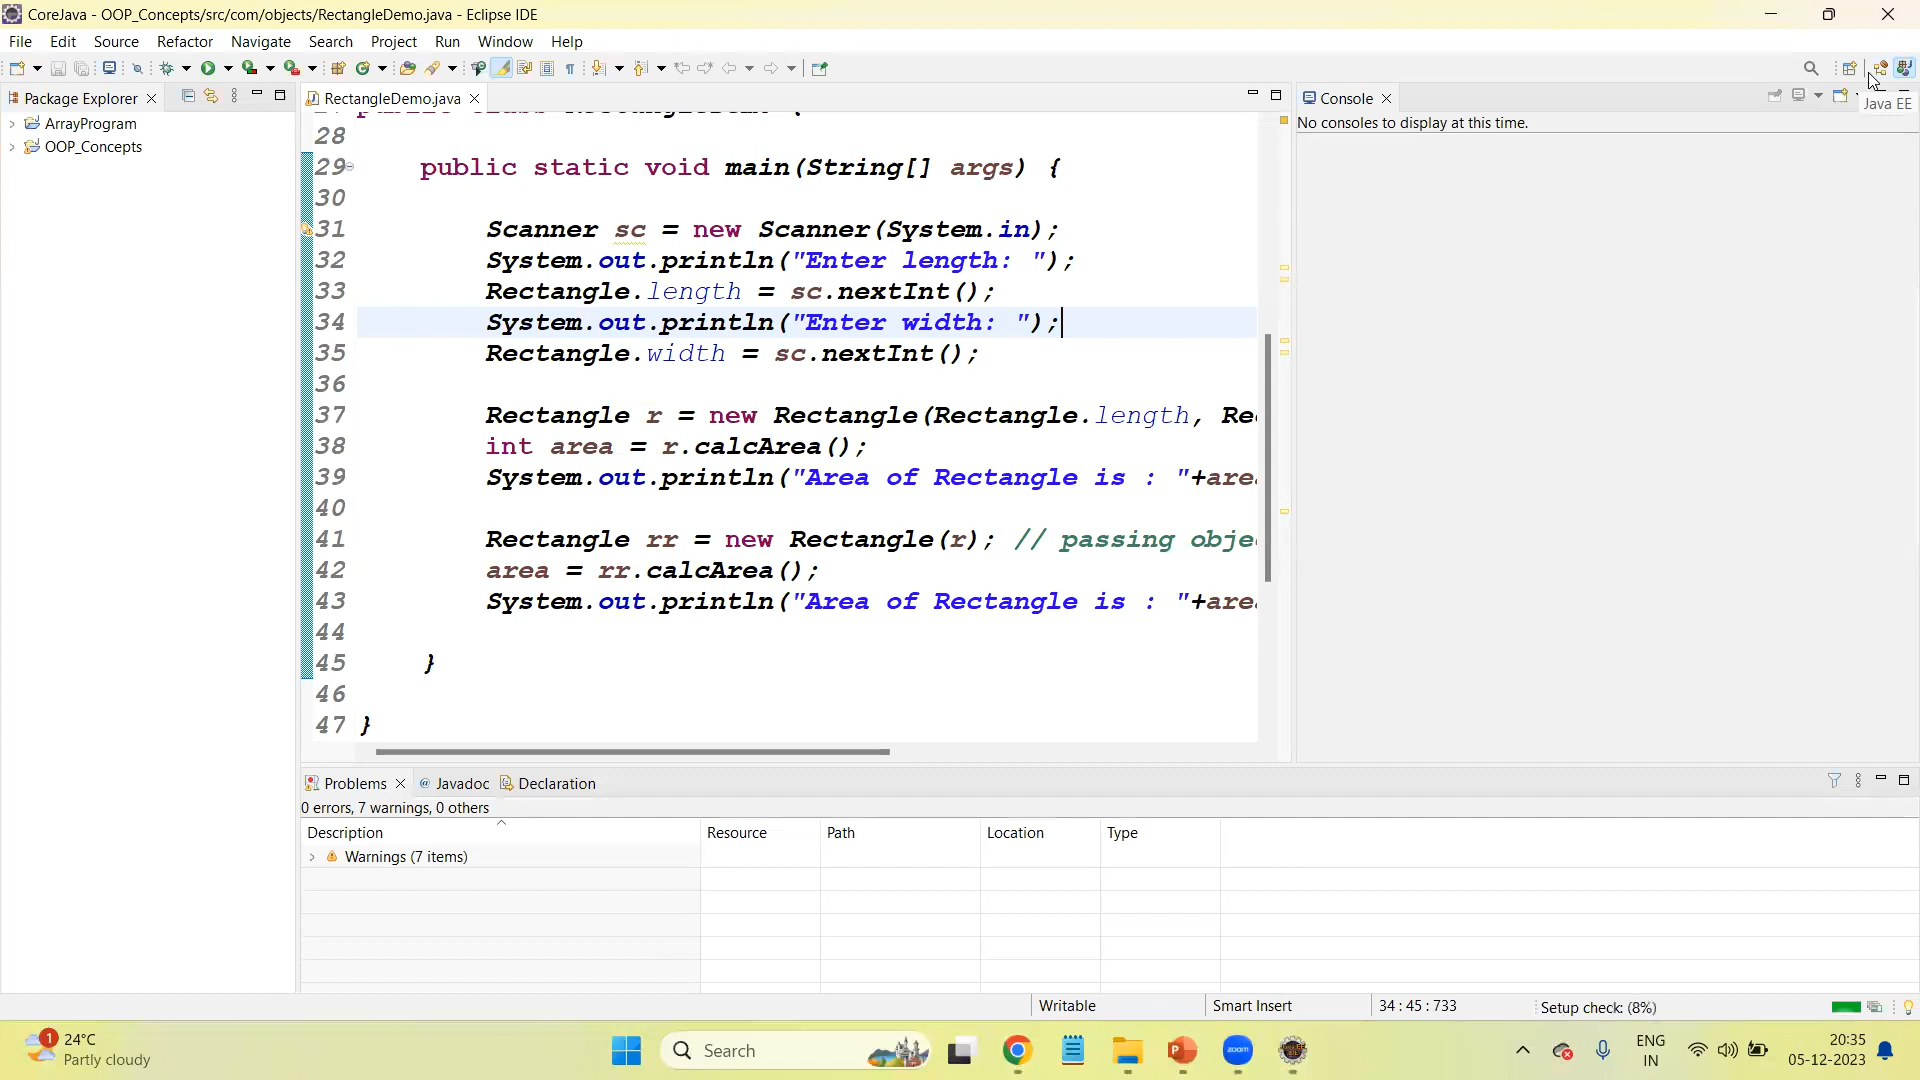 CoreJava - OOP_Concepts/src/com/objects/RectangleDemo.java - Eclipse IDE
File Edit Source Refactor Navigate Search Project Run Window Help
Java EE
Package Explorer
ArrayProgram
OOP_Concepts
RectangleDemo.java
28
29 public static void main(String[] args) {
30
31 Scanner sc = new Scanner(System.in);
32 System.out.println("Enter length: ");
33 Rectangle.length = sc.nextInt();
34 System.out.println("Enter width: ");
35 Rectangle.width = sc.nextInt();
36
37 Rectangle r = new Rectangle(Rectangle.length, Re
38 int area = r.calcArea();
39 System.out.println("Area of Rectangle is : "+are
40
41 Rectangle rr = new Rectangle(r); // passing obje
42 area = rr.calcArea();
43 System.out.println("Area of Rectangle is : "+are
44
45 }
46
47 }
Console
No consoles to display at this time.
Problems @ Javadoc Declaration
0 errors, 7 warnings, 0 others
Description Resource Path Location Type
Warnings (7 items)
Writable Smart Insert 34 : 45 : 733 Setup check: (8%)
1
24°C
Partly cloudy
Search
zoom
ENG
IN
20:35
05-12-2023